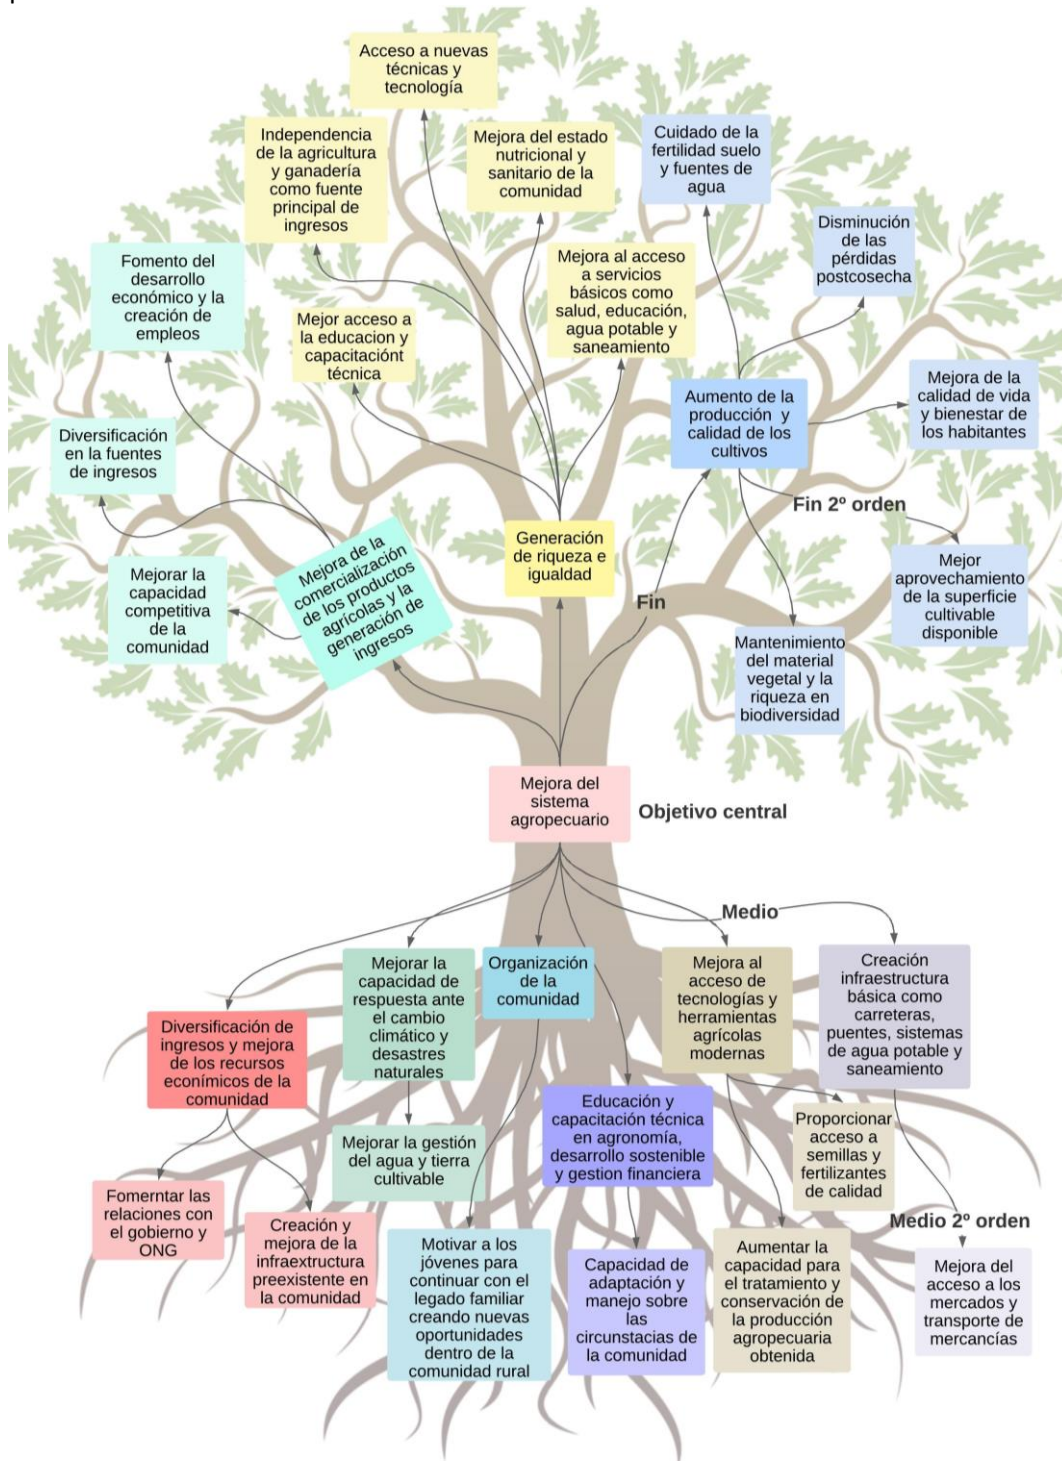 Acceso a nuevas
técnicas y
tecnología
Independencia
de la agricultura
y ganadería
como fuente
principal de
ingresos
Mejora del estado
nutricional y
sanitario de la
comunidad
Cuidado de la
fertilidad suelo
y fuentes de
agua
Disminución
de las
pérdidas
postcosecha
Fomento del
desarrollo
económico y la
creación de
empleos
Mejor acceso a
la educacion y
capacitaciónt
técnica
Mejora al acceso
a servicios
básicos como
salud, educación,
agua potable y
saneamiento
Aumento de la
producción y
calidad de los
cultivos
Mejora de la
calidad de vida
y bienestar de
los habitantes
Diversificación
en la fuentes
de ingresos
Fin 2º orden
Mejorar la
capacidad
competitiva
de la
comunidad
Mejora de la
comercialización
de los productos
agrícolas y la
generación de
ingresos
Generación
de riqueza e
igualdad
Fin
Mejor
aprovechamiento
de la superficie
cultivable
disponible
Mantenimiento
del material
vegetal y la
riqueza en
biodiversidad
Mejora del
sistema
agropecuario
Objetivo central
Medio
Diversificación de
ingresos y mejora
de los recursos
econímicos de la
comunidad
Mejorar la
capacidad de
respuesta ante
el cambio
climático y
desastres
naturales
Organización
de la
comunidad
Mejora al
acceso de
tecnologías y
herramientas
agrícolas
modernas
Creación
infraestructura
básica como
carreteras,
puentes, sistemas
de agua potable y
saneamiento
Educación y
capacitación técnica
en agronomía,
desarrollo sostenible
y gestion financiera
Proporcionar
acceso a
semillas y
fertilizantes
de calidad
Mejorar la gestión
del agua y tierra
cultivable
Fomerntar las
relaciones con
el gobierno y
ONG
Creación y
mejora de la
infraextructura
preexistente en
la comunidad
Motivar a los
jóvenes para
continuar con el
legado familiar
creando nuevas
oportunidades
dentro de la
comunidad rural
Capacidad de
adaptación y
manejo sobre
las
circunstacias de
la comunidad
Aumentar la
capacidad para
el tratamiento y
conservación de
la producción
agropecuaria
obtenida
Medio 2º orden
Mejora del
acceso a los
mercados y
transporte de
mercancías